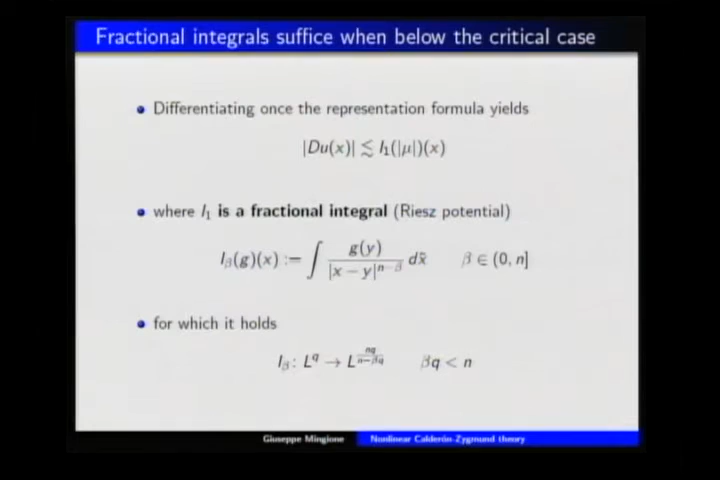 Fractional integrals suffice when below the critical case
Differentiating once the representation formula yields
|Du(x)| ≲ I₁(|μ|)(x)
where I₁ is a fractional integral (Riesz potential)
I_β(g)(x) := ∫ g(y) / |x − y|^{n−β} dx̃    β ∈ (0, n]
for which it holds
I_β : L^q → L^{nq/(n−βq)}    βq < n
Giuseppe Mingione    Nonlinear Calderón-Zygmund theory